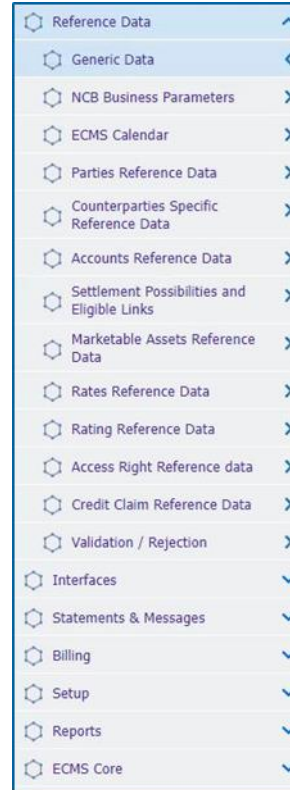 Reference Data
Generic Data
NCB Business Parameters
ECMS Calendar
Parties Reference Data
Counterparties Specific
Reference Data
Accounts Reference Data
Settlement Possibilities and
Eligible Links
Marketable Assets Reference
Data
Rates Reference Data
Rating Reference Data
Access Right Reference data
Credit Claim Reference Data
Validation / Rejection
Interfaces
Statements & Messages
Billing
Setup
Reports
ECMS Core